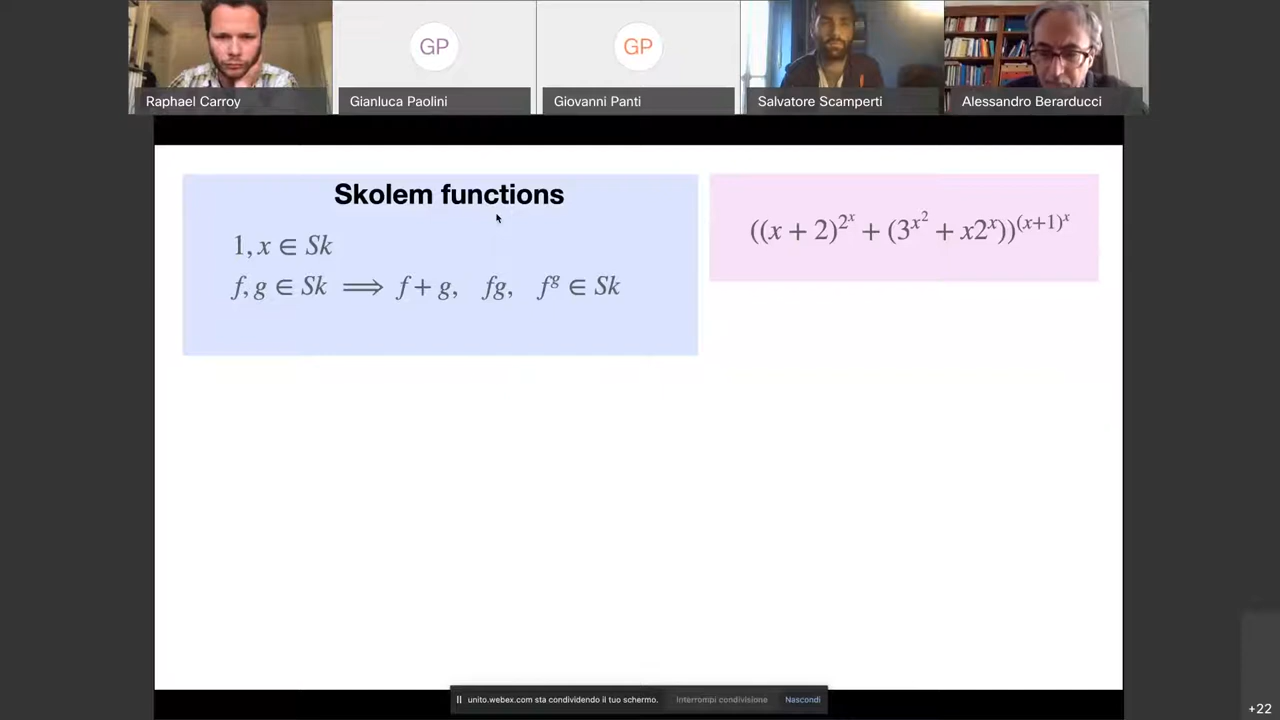 GP
GP
Raphael Carroy
Gianluca Paolini
Giovanni Panti
Salvatore Scamperti
Alessandro Berarducci
Skolem functions
1, x ∈ Sk
f, g ∈ Sk ⟹ f + g, fg, f^g ∈ Sk
((x + 2)^{2^x} + (3^{x^2} + x2^x))^{(x+1)^x}
unito.webex.com sta condividendo il tuo schermo.
Interrompi condivisione
Nascondi
+22